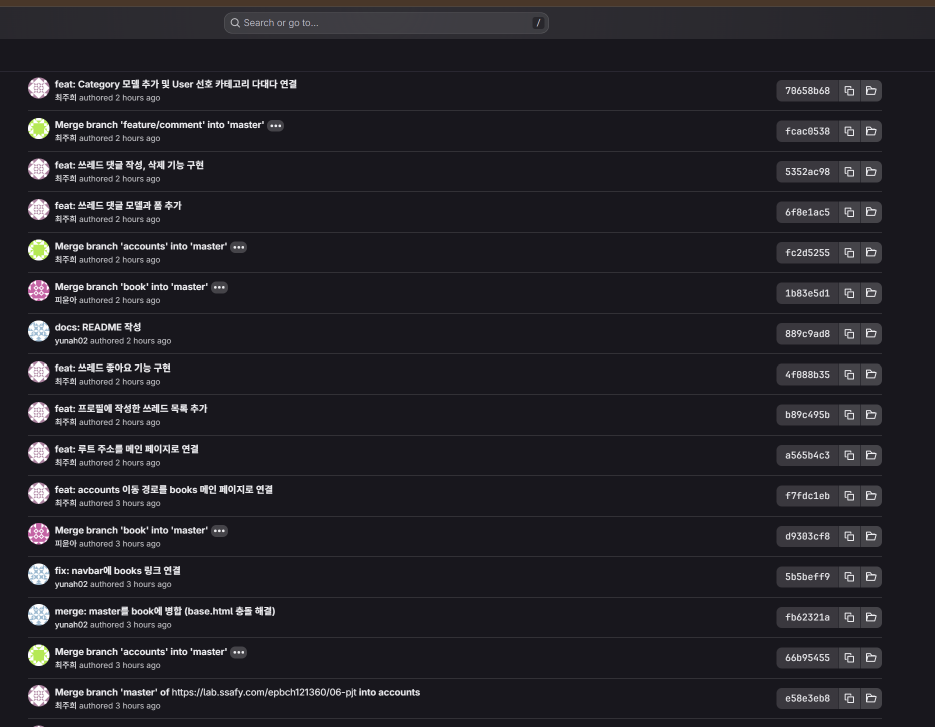 Search or go to...
/
feat: Category 모델 추가 및 User 선호 카테고리 다대다 연결
최주희 authored 2 hours ago
70658b68
Merge branch 'feature/comment' into 'master'
최주희 authored 2 hours ago
fcac0538
feat: 쓰레드 댓글 작성, 삭제 기능 구현
최주희 authored 2 hours ago
5352ac98
feat: 쓰레드 댓글 모델과 폼 추가
최주희 authored 2 hours ago
6f8e1ac5
Merge branch 'accounts' into 'master'
최주희 authored 2 hours ago
fc2d5255
Merge branch 'book' into 'master'
피윤아 authored 2 hours ago
1b83e5d1
docs: README 작성
yunah02 authored 2 hours ago
889c9ad8
feat: 쓰레드 좋아요 기능 구현
최주희 authored 2 hours ago
4f088b35
feat: 프로필에 작성한 쓰레드 목록 추가
최주희 authored 2 hours ago
b89c495b
feat: 루트 주소를 메인 페이지로 연결
최주희 authored 2 hours ago
a565b4c3
feat: accounts 이동 경로를 books 메인 페이지로 연결
최주희 authored 3 hours ago
f7fdc1eb
Merge branch 'book' into 'master'
피윤아 authored 3 hours ago
d9303cf8
fix: navbar에 books 링크 연결
yunah02 authored 3 hours ago
5b5beff9
merge: master를 book에 병합 (base.html 충돌 해결)
yunah02 authored 3 hours ago
fb62321a
Merge branch 'accounts' into 'master'
최주희 authored 3 hours ago
66b95455
Merge branch 'master' of https://lab.ssafy.com/epbch121360/06-pjt into accounts
최주희 authored 3 hours ago
e58e3eb8